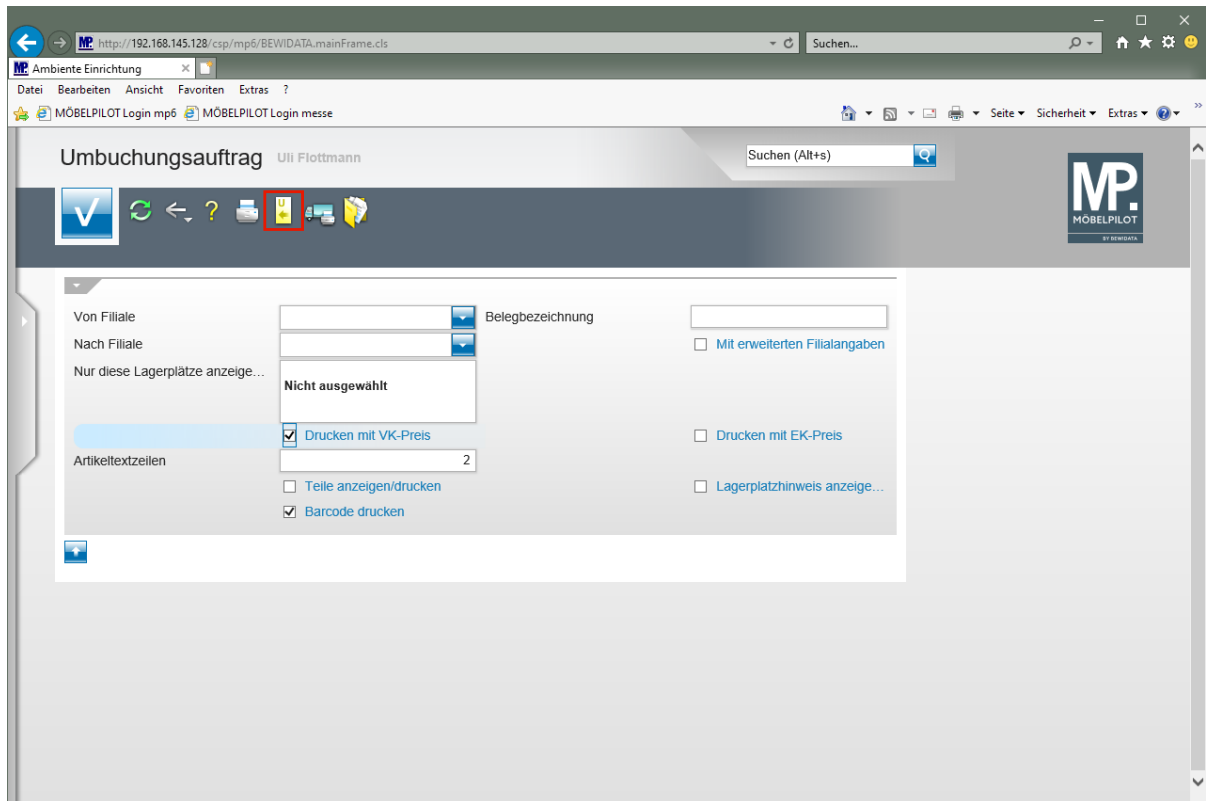 http://192.168.145.128/csp/mp6/BEWIDATA.mainFrame.cls
Suchen...
MP. Ambiente Einrichtung
Datei Bearbeiten Ansicht Favoriten Extras ?
MÖBELPILOT Login mp6 MÖBELPILOT Login messe
Seite Sicherheit Extras
Umbuchungsauftrag Uli Flottmann
Suchen (Alt+s)
MP.
MÖBELPILOT
BY BEWIDATA
U
?
Von Filiale
Belegbezeichnung
Nach Filiale
Mit erweiterten Filialangaben
Nur diese Lagerplätze anzeige...
Nicht ausgewählt
Drucken mit VK-Preis
Drucken mit EK-Preis
Artikeltextzeilen
2
Teile anzeigen/drucken
Lagerplatzhinweis anzeige...
Barcode drucken